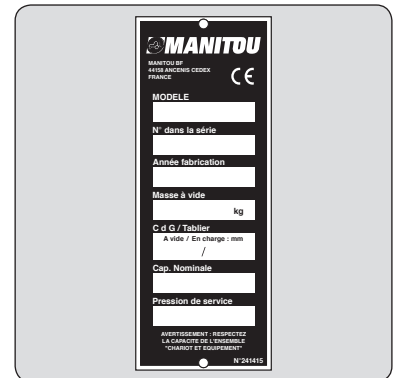 MANITOU
MANITOU BF
44158 ANCENIS CEDEX
FRANCE
CE
MODELE
N° dans la série
Année fabrication
Masse à vide
kg
C d G / Tablier
A vide / En charge : mm
/
Cap. Nominale
Pression de service
AVERTISSEMENT : RESPECTEZ
LA CAPACITE DE L'ENSEMBLE
"CHARIOT ET EQUIPEMENT"
N°241415